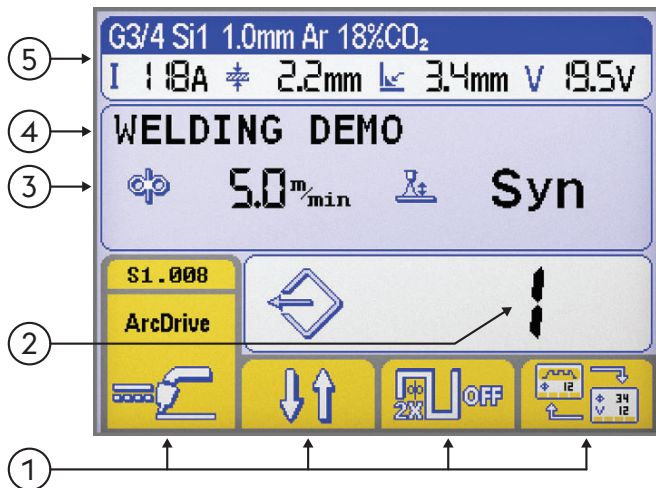 G3/4 Si1 1.0mm Ar 18%CO₂
5
I 118A 2.2mm 3.4mm V 19.5V
4
WELDING DEMO
3
5.0 m/min Syn
S1.008
ArcDrive
1
2
2X OFF
12
Φ 34
V 12
1